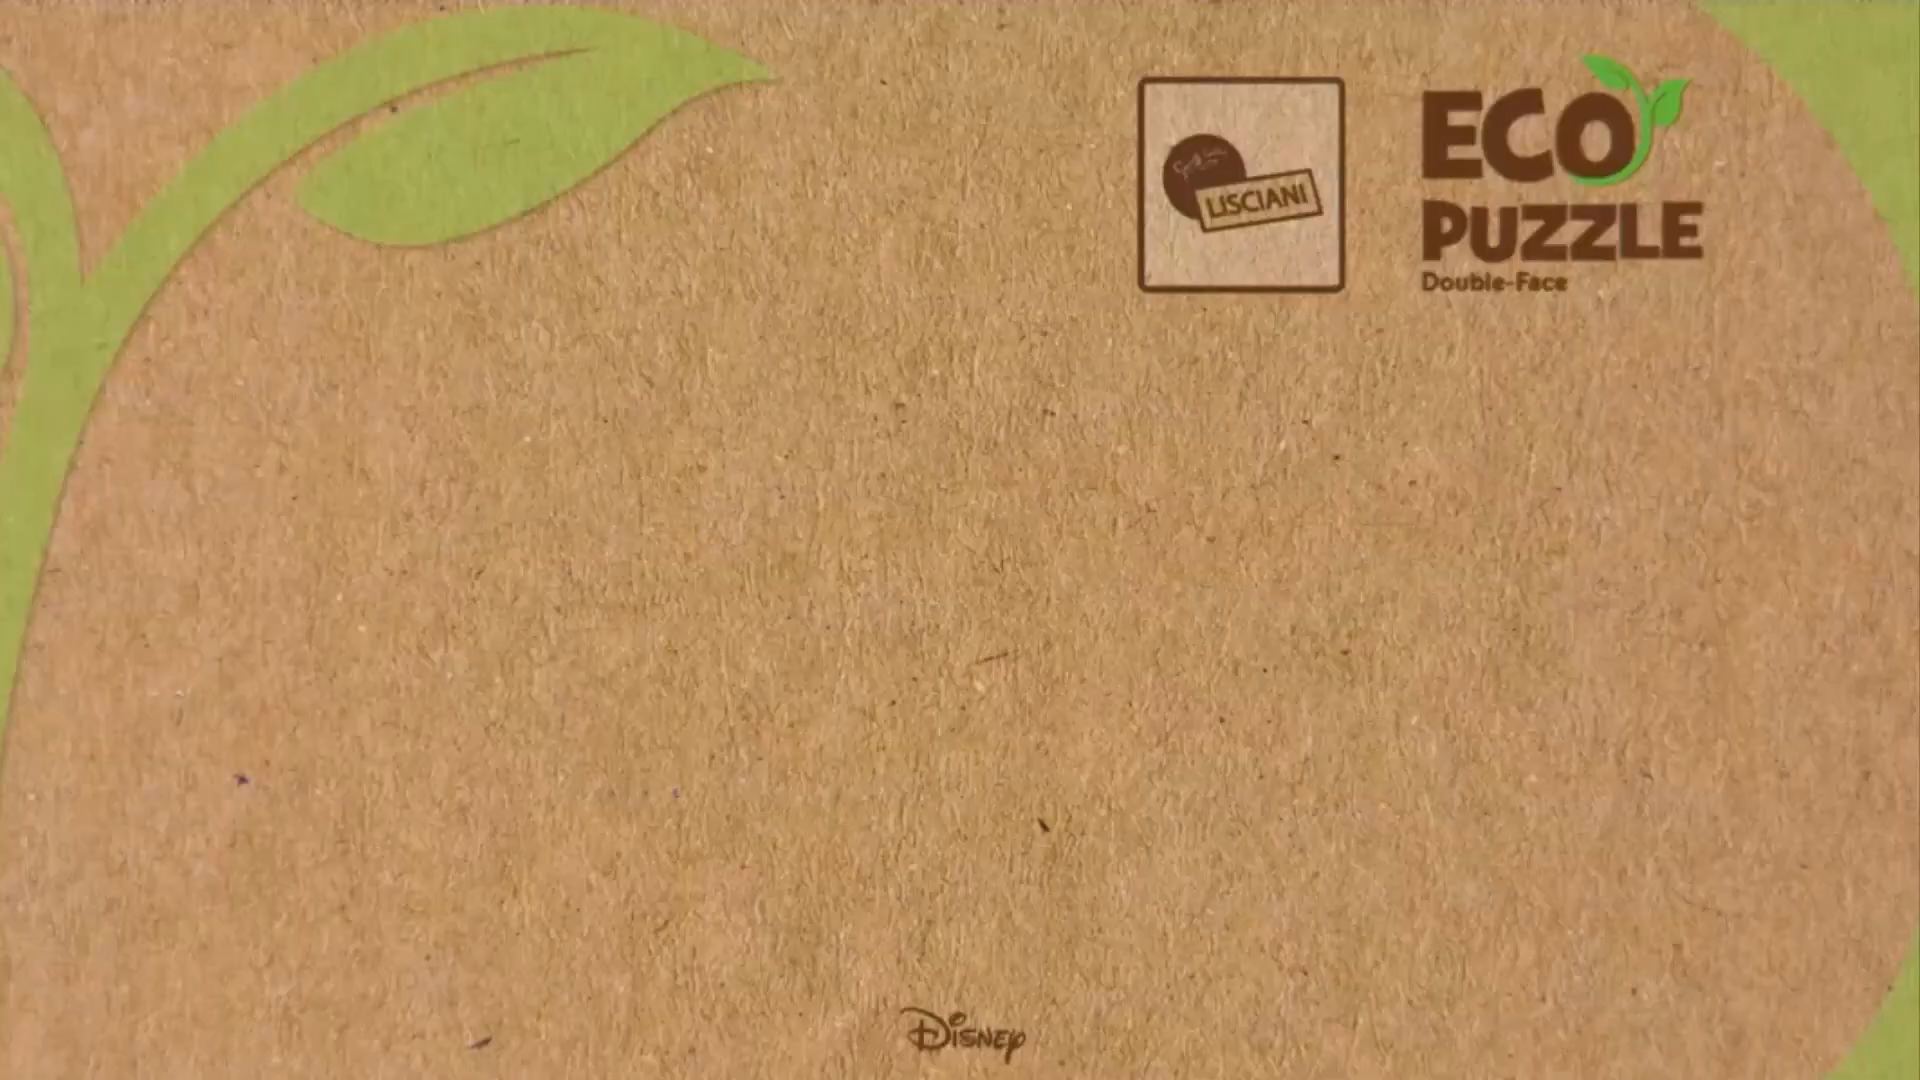 LISCIANI
ECO
PUZZLE
Double-Face
Disney